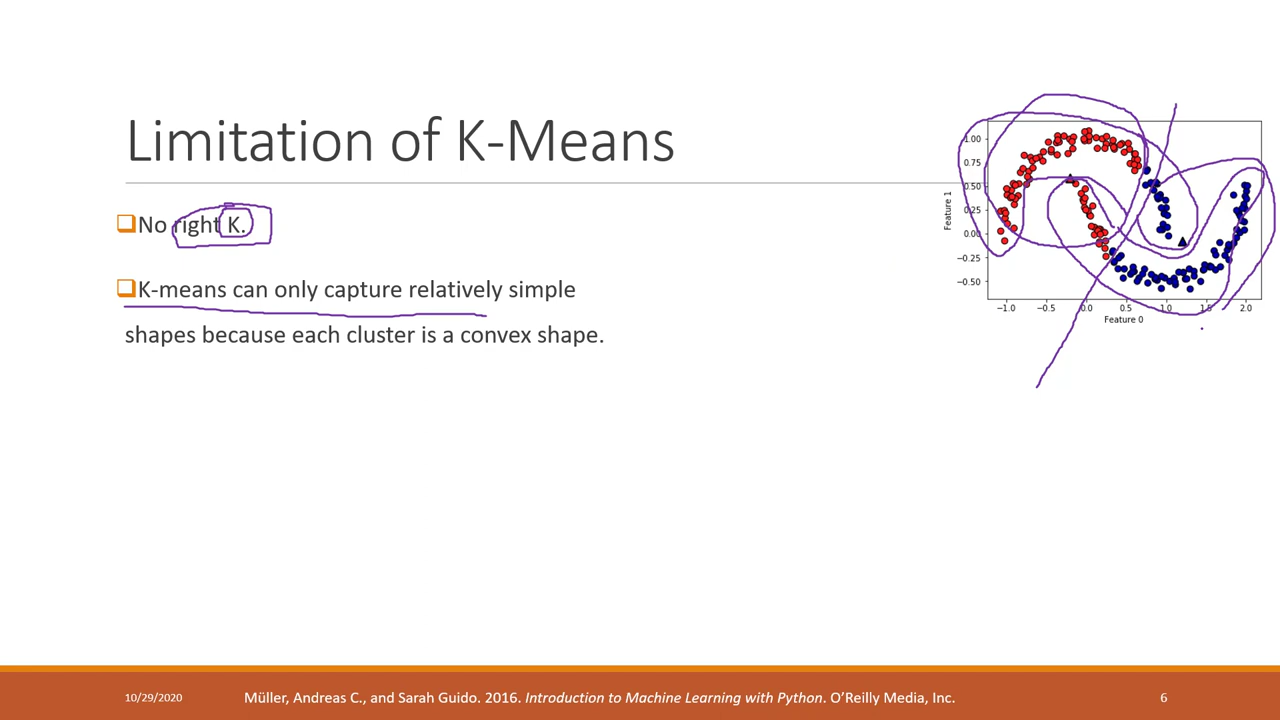 Limitation of K-Means
No right K.
K-means can only capture relatively simple
shapes because each cluster is a convex shape.
1.00
0.75
0.50
0.25
0.00
−0.25
−0.50
Feature 1
−1.0 −0.5 0.0 0.5 1.0 1.5 2.0
Feature 0
10/29/2020 Müller, Andreas C., and Sarah Guido. 2016. Introduction to Machine Learning with Python. O’Reilly Media, Inc. 6